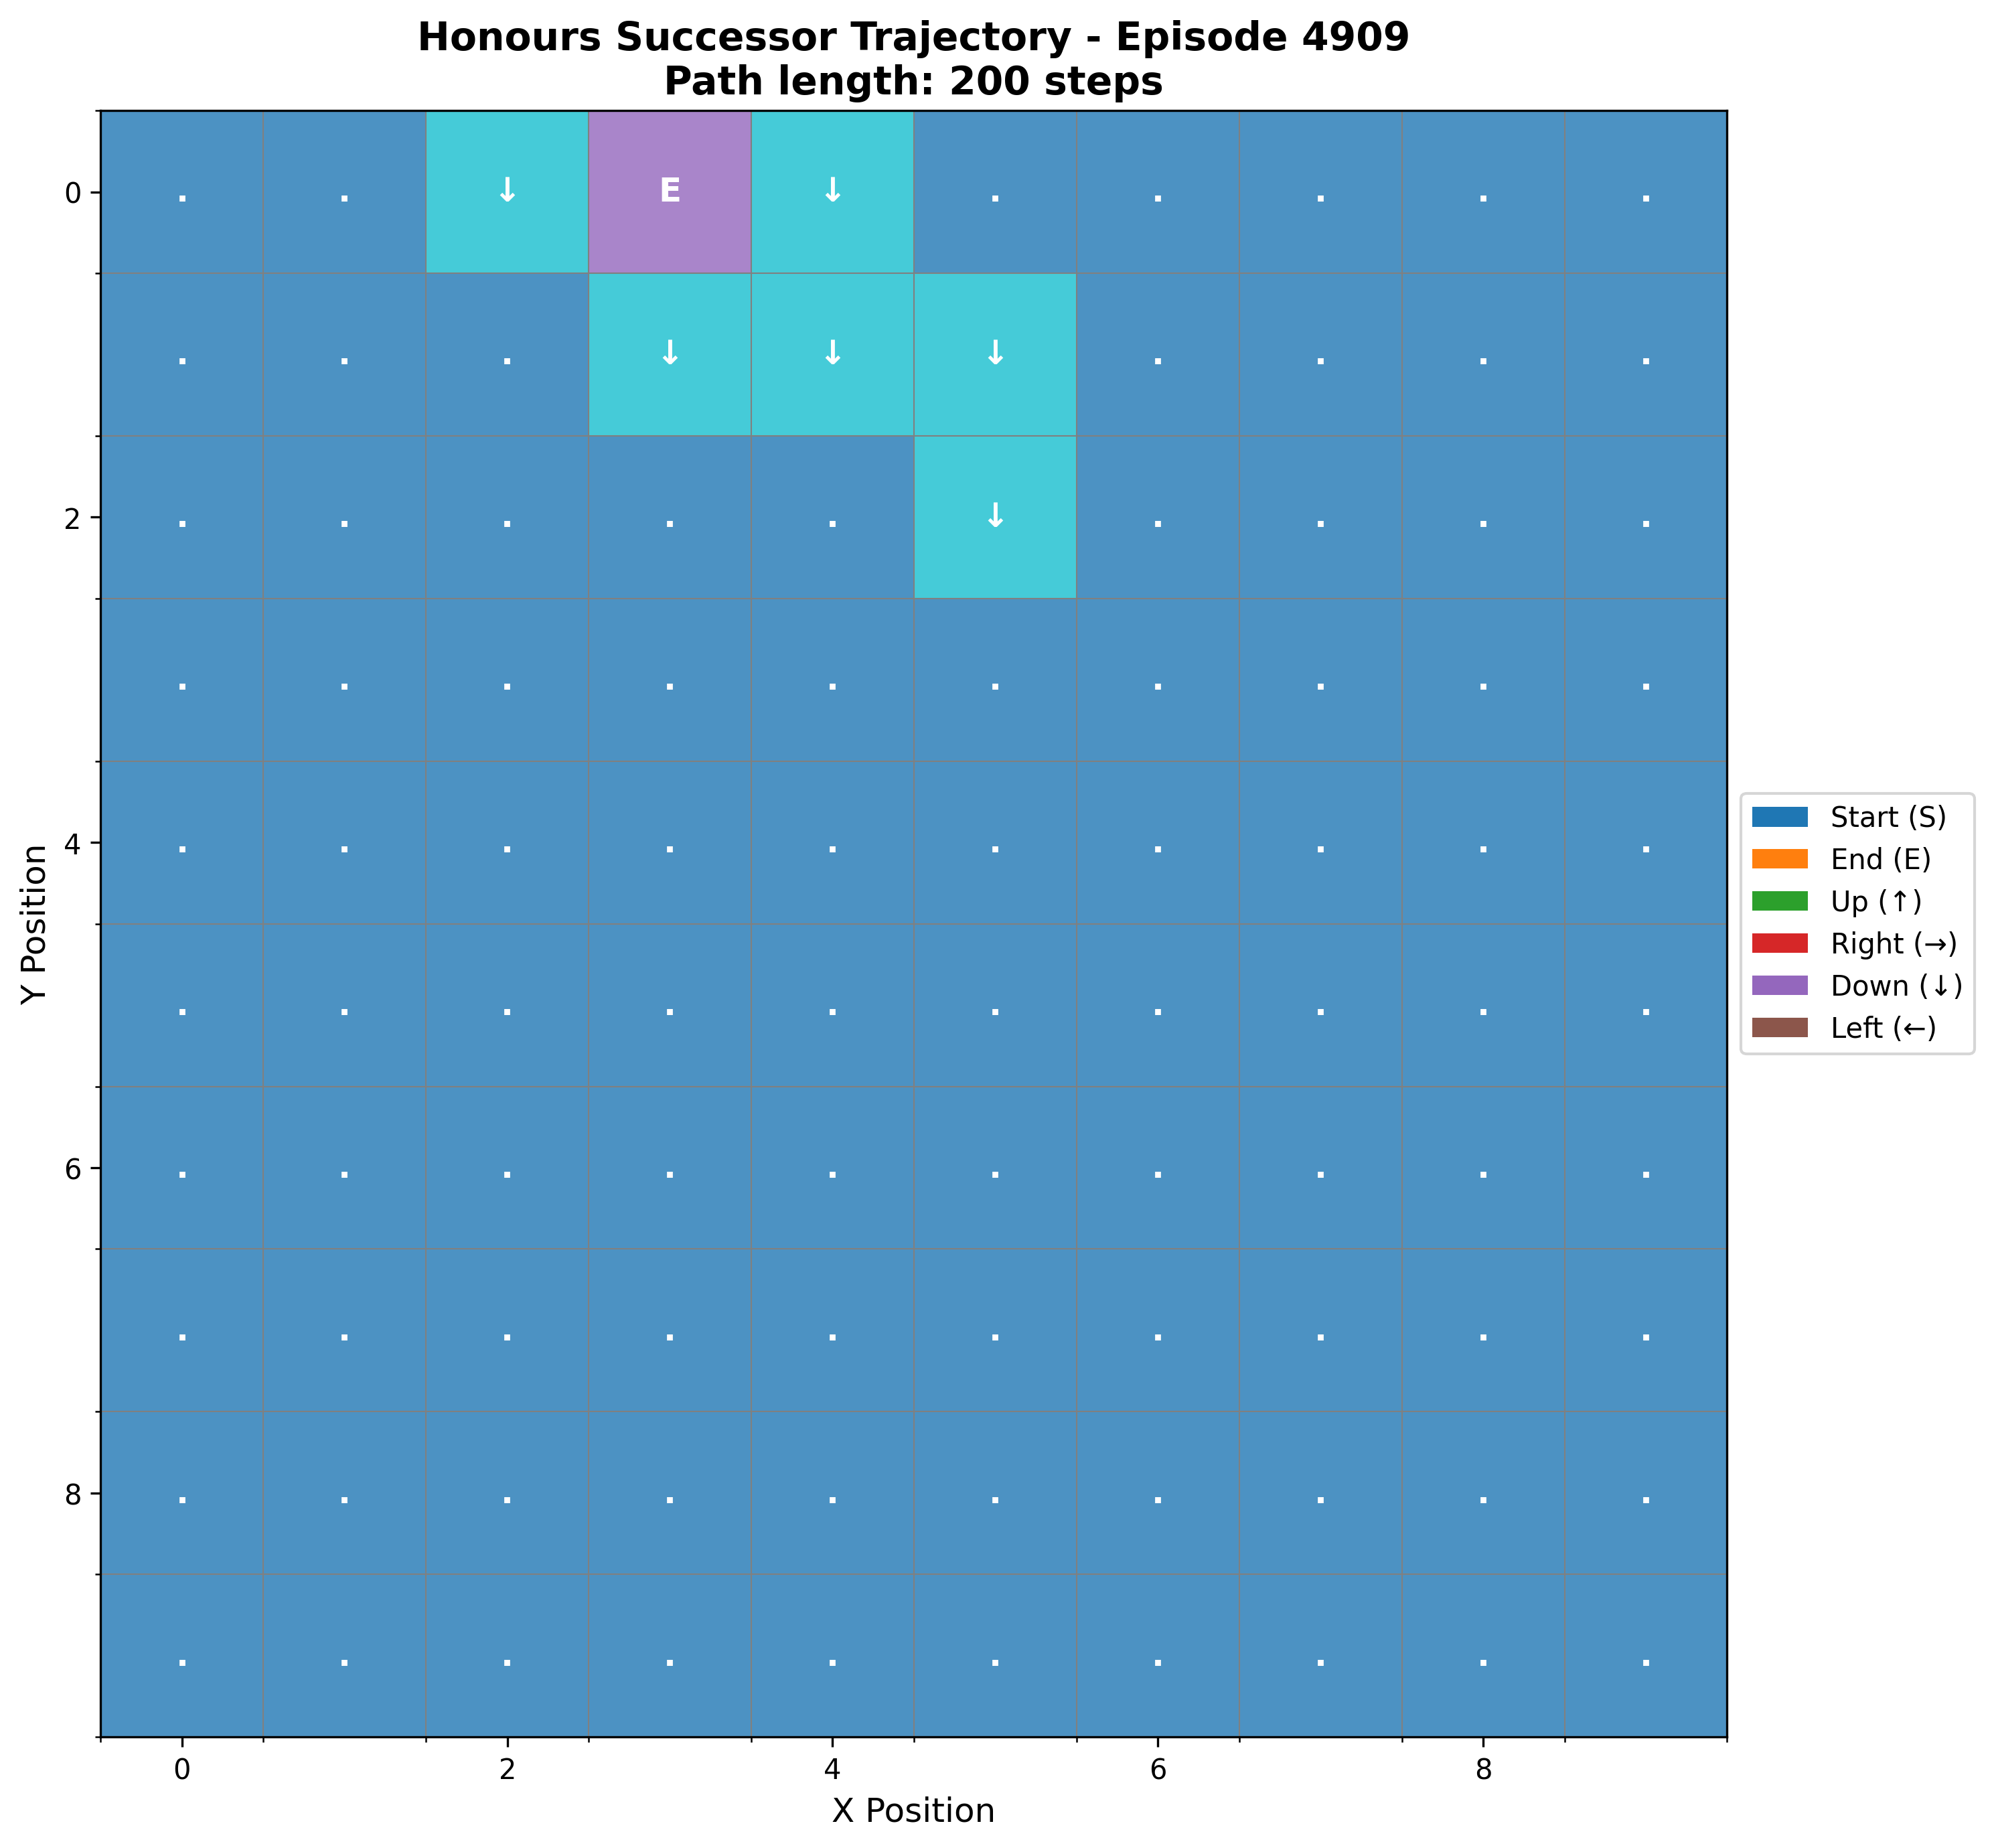 Honours Successor Trajectory - Episode 4909
Path length: 200 steps
0 . . ↓ E ↓ . . . . .
. . . ↓ ↓ ↓ . . . .
2 . . . . . ↓ . . . .
. . . . . . . . . .
4 . . . . . . . . . .
. . . . . . . . . .
6 . . . . . . . . . .
. . . . . . . . . .
8 . . . . . . . . . .
. . . . . . . . . .
0 2 4 6 8
X Position
Y Position
Start (S)
End (E)
Up (↑)
Right (→)
Down (↓)
Left (←)